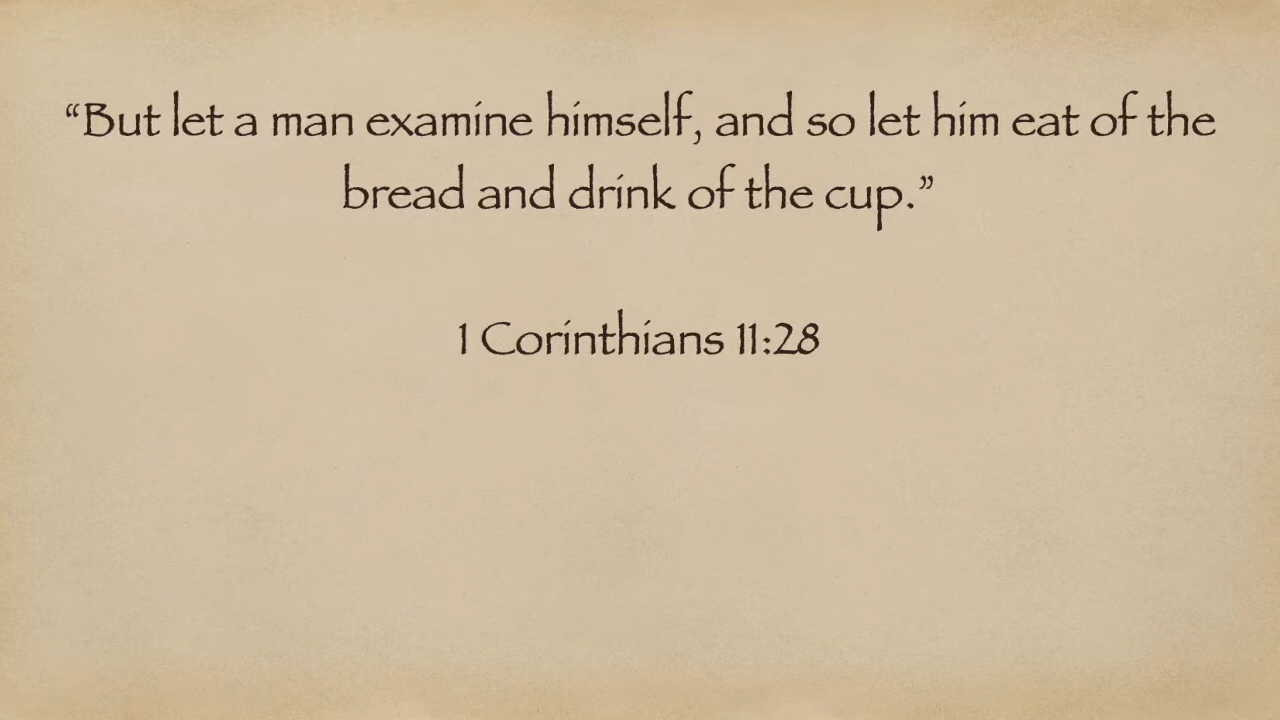 “But let a man examine himself, and so let him eat of the
bread and drink of the cup.”
1 Corinthians 11:28